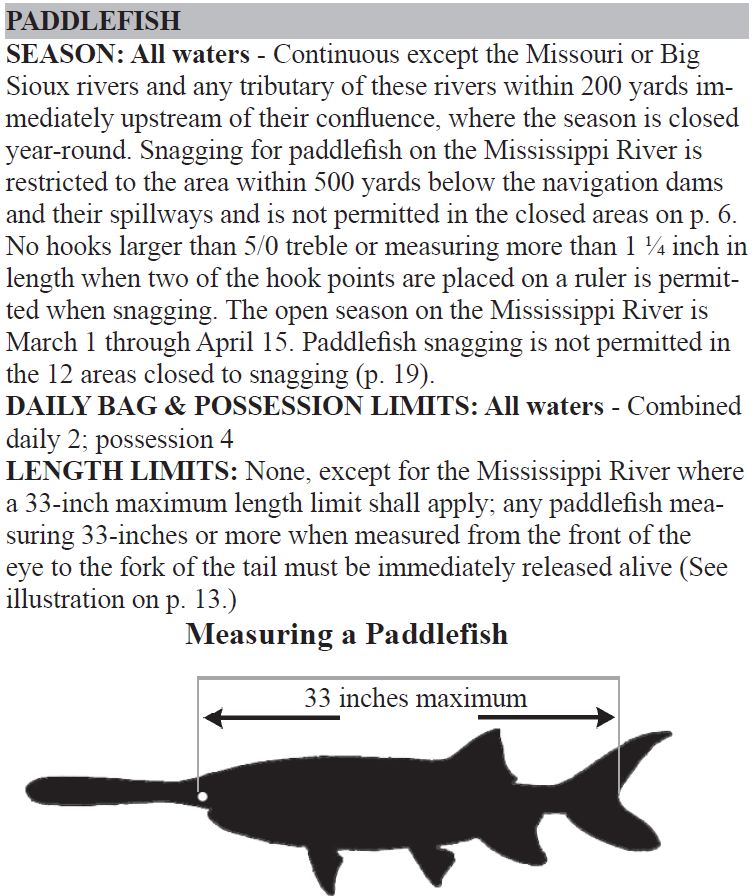 PADDLEFISH
SEASON: All waters - Continuous except the Missouri or Big
Sioux rivers and any tributary of these rivers within 200 yards im-
mediately upstream of their confluence, where the season is closed
year-round. Snagging for paddlefish on the Mississippi River is
restricted to the area within 500 yards below the navigation dams
and their spillways and is not permitted in the closed areas on p. 6.
No hooks larger than 5/0 treble or measuring more than 1 ¼ inch in
length when two of the hook points are placed on a ruler is permit-
ted when snagging. The open season on the Mississippi River is
March 1 through April 15. Paddlefish snagging is not permitted in
the 12 areas closed to snagging (p. 19).
DAILY BAG & POSSESSION LIMITS: All waters - Combined
daily 2; possession 4
LENGTH LIMITS: None, except for the Mississippi River where
a 33-inch maximum length limit shall apply; any paddlefish mea-
suring 33-inches or more when measured from the front of the
eye to the fork of the tail must be immediately released alive (See
illustration on p. 13.)
Measuring a Paddlefish
33 inches maximum